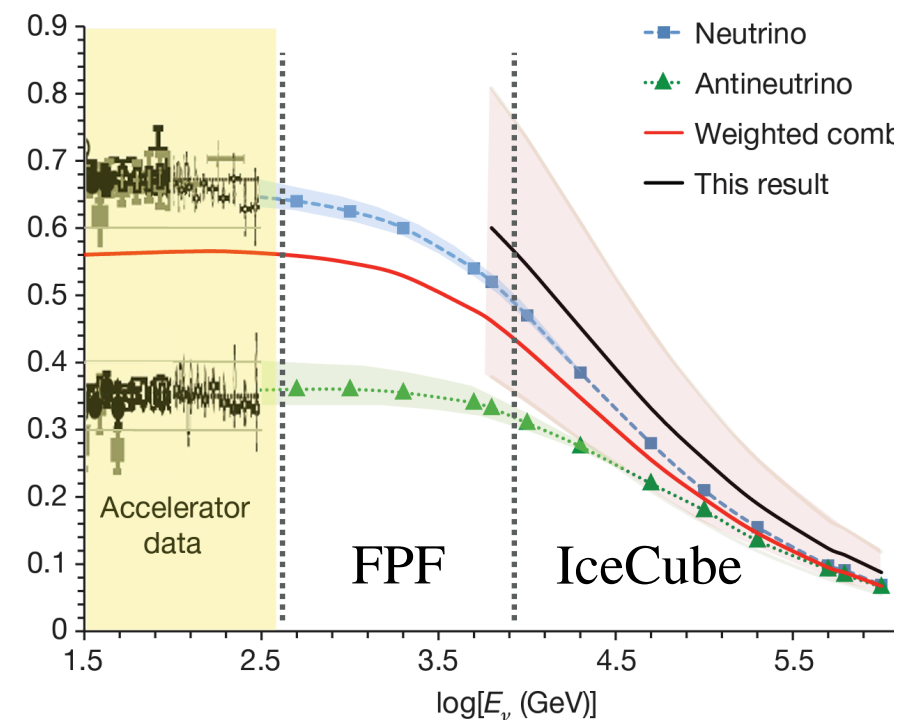 0.9
0.8
0.7
0.6
0.5
0.4
0.3
0.2
0.1
0
1.5 2.5 3.5 4.5 5.5
log[Eν (GeV)]
Neutrino
Antineutrino
Weighted comb
This result
Accelerator
data
FPF
IceCube